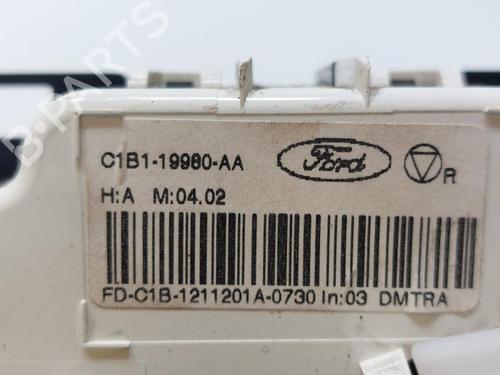 C1B1-19980-AA
Ford
R
H:A M:04.02
FD-C1B-1211201A-0730 In:03 DMTRA
B-PARTS